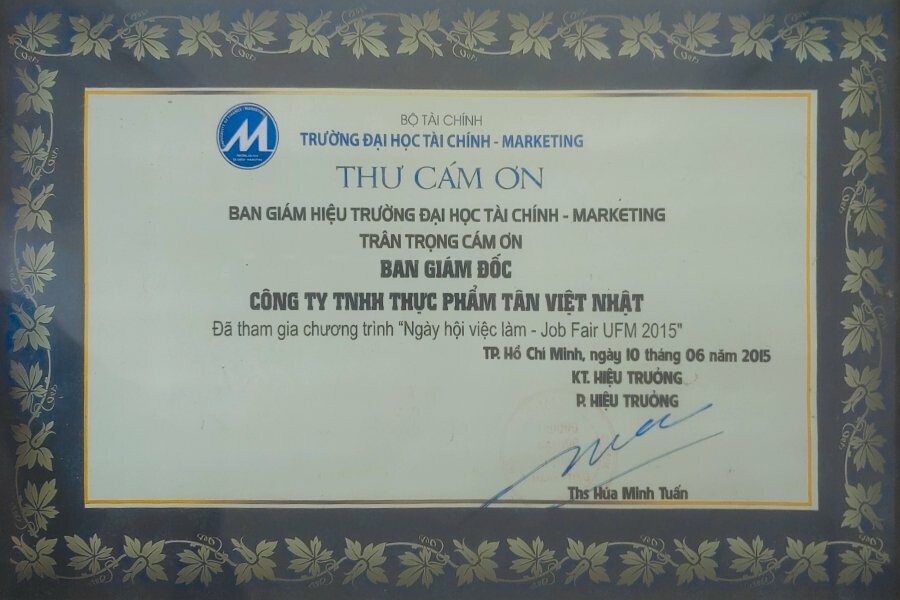 BỘ TÀI CHÍNH
TRƯỜNG ĐẠI HỌC TÀI CHÍNH - MARKETING
THƯ CÁM ƠN
BAN GIÁM HIỆU TRƯỜNG ĐẠI HỌC TÀI CHÍNH - MARKETING
TRÂN TRỌNG CÁM ƠN
BAN GIÁM ĐỐC
CÔNG TY TNHH THỰC PHẨM TÂN VIỆT NHẬT
Đã tham gia chương trình “Ngày hội việc làm - Job Fair UFM 2015"
TP. Hồ Chí Minh, ngày 10 tháng 06 năm 2015
KT. HIỆU TRƯỞNG
P. HIỆU TRƯỞNG
Ths Hứa Minh Tuấn